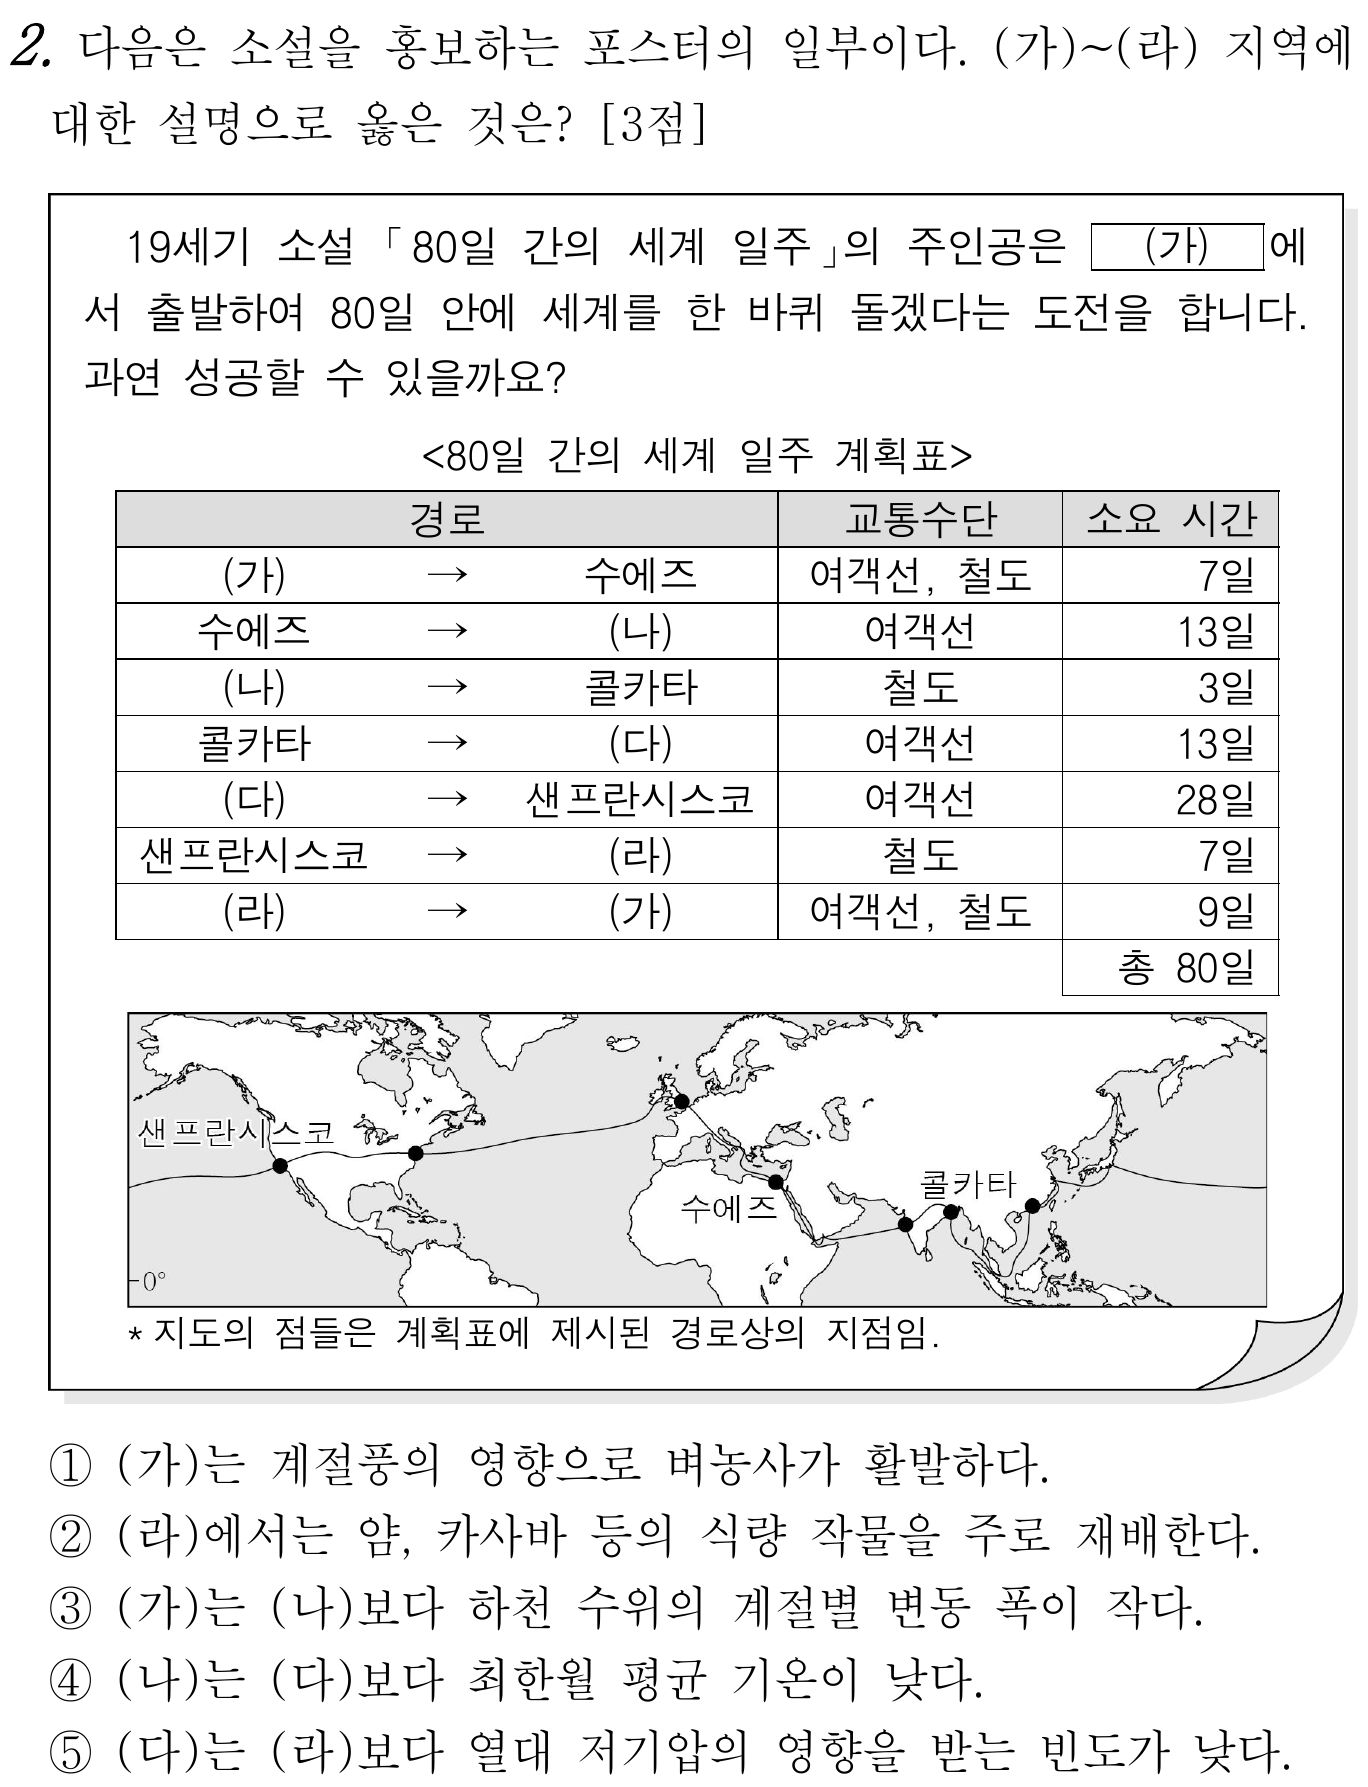 2. 다음은 소설을 홍보하는 포스터의 일부이다. (가)~(라) 지역에
대한 설명으로 옳은 것은? [3점]
19세기 소설 「80일 간의 세계 일주」의 주인공은 (가) 에
서 출발하여 80일 안에 세계를 한 바퀴 돌겠다는 도전을 합니다.
과연 성공할 수 있을까요?
<80일 간의 세계 일주 계획표>
경로 교통수단 소요 시간
(가) → 수에즈 여객선, 철도 7일
수에즈 → (나) 여객선 13일
(나) → 콜카타 철도 3일
콜카타 → (다) 여객선 13일
(다) → 샌프란시스코 여객선 28일
샌프란시스코 → (라) 철도 7일
(라) → (가) 여객선, 철도 9일
총 80일
샌프란시스코
콜카타
수에즈
0°
* 지도의 점들은 계획표에 제시된 경로상의 지점임.
① (가)는 계절풍의 영향으로 벼농사가 활발하다.
② (라)에서는 얌, 카사바 등의 식량 작물을 주로 재배한다.
③ (가)는 (나)보다 하천 수위의 계절별 변동 폭이 작다.
④ (나)는 (다)보다 최한월 평균 기온이 낮다.
⑤ (다)는 (라)보다 열대 저기압의 영향을 받는 빈도가 낮다.